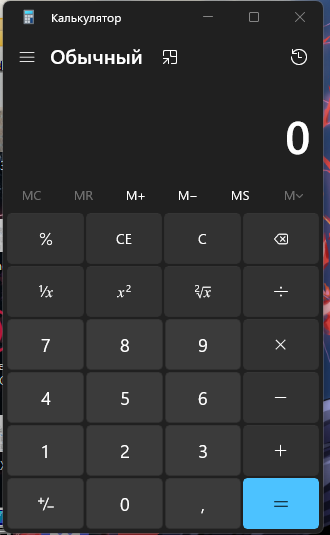 Калькулятор
Обычный
0
MC MR M+ M− MS M˅
% CE C
¹/x x² ²√x ÷
7 8 9 ×
4 5 6 −
1 2 3 +
+/− 0 , =